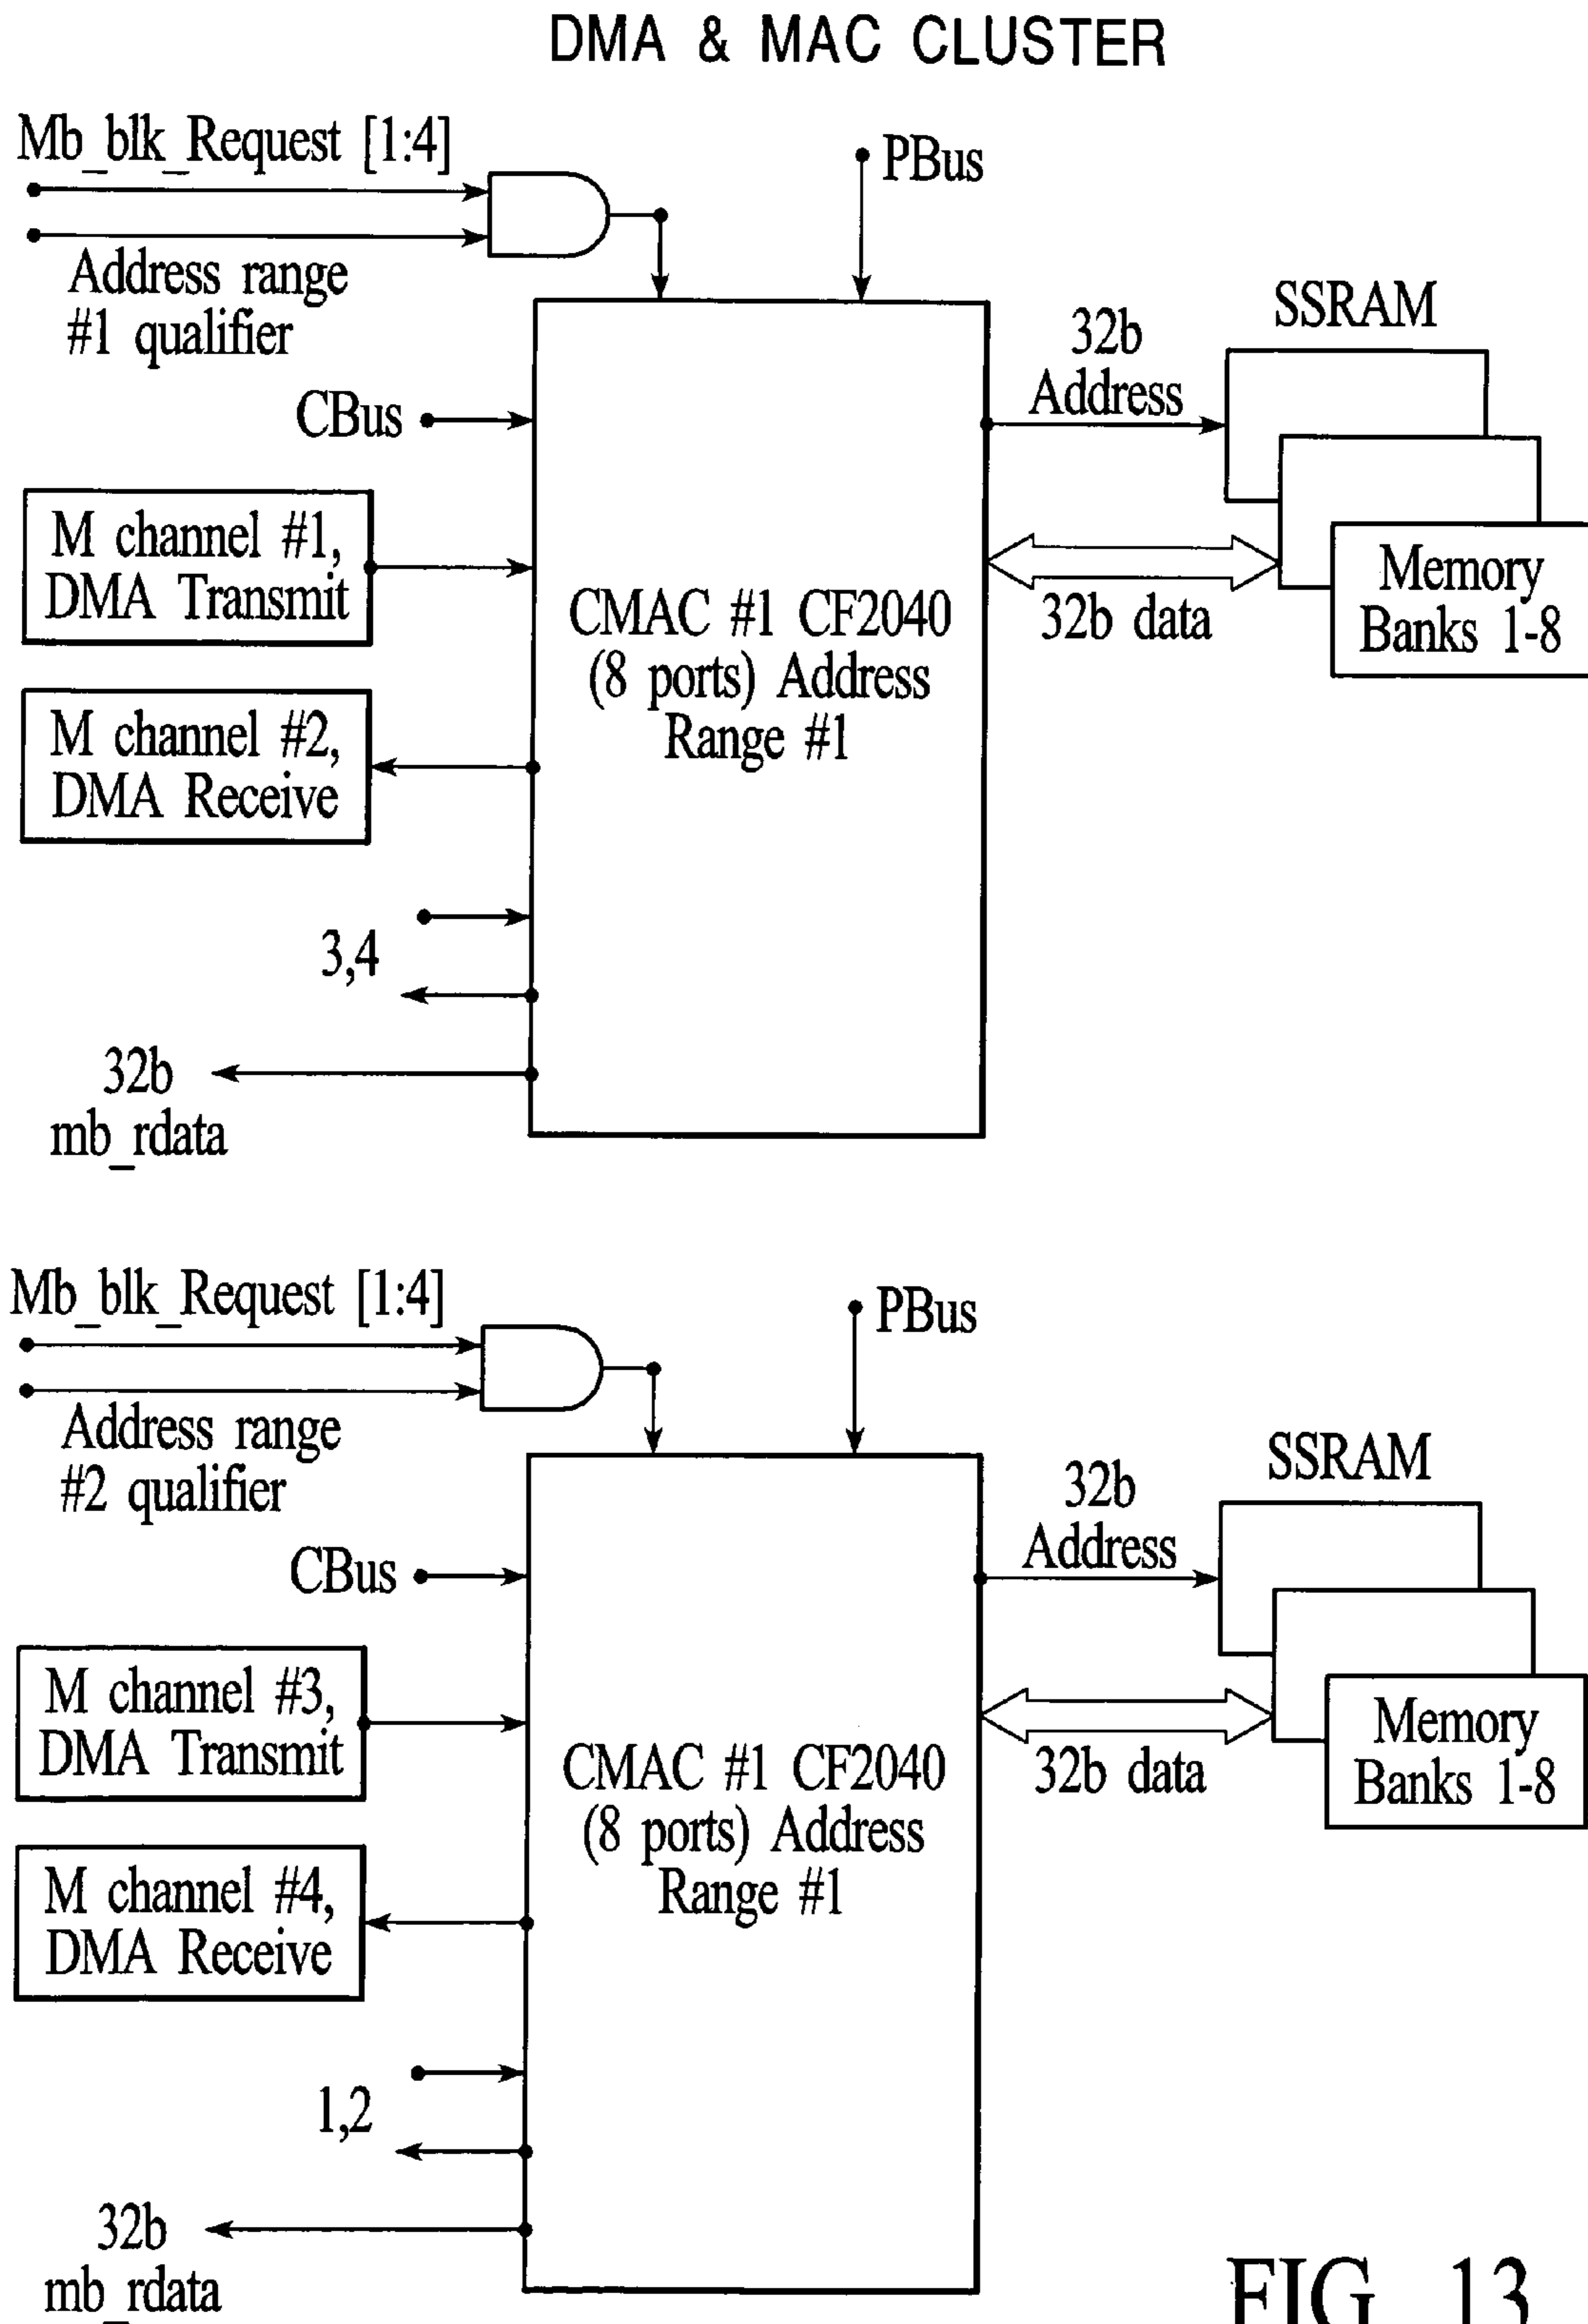 DMA & MAC CLUSTER
Mb_blk_Request [1:4]
PBus
Address range
#1 qualifier
SSRAM
32b
Address
CBus
M channel #1,
DMA Transmit
Memory
Banks 1-8
32b data
CMAC #1 CF2040
(8 ports) Address
Range #1
M channel #2,
DMA Receive
3,4
32b
mb_rdata
Mb_blk_Request [1:4]
PBus
Address range
#2 qualifier
SSRAM
32b
Address
CBus
M channel #3,
DMA Transmit
Memory
Banks 1-8
32b data
CMAC #1 CF2040
(8 ports) Address
Range #1
M channel #4,
DMA Receive
1,2
32b
mb_rdata
FIG. 13